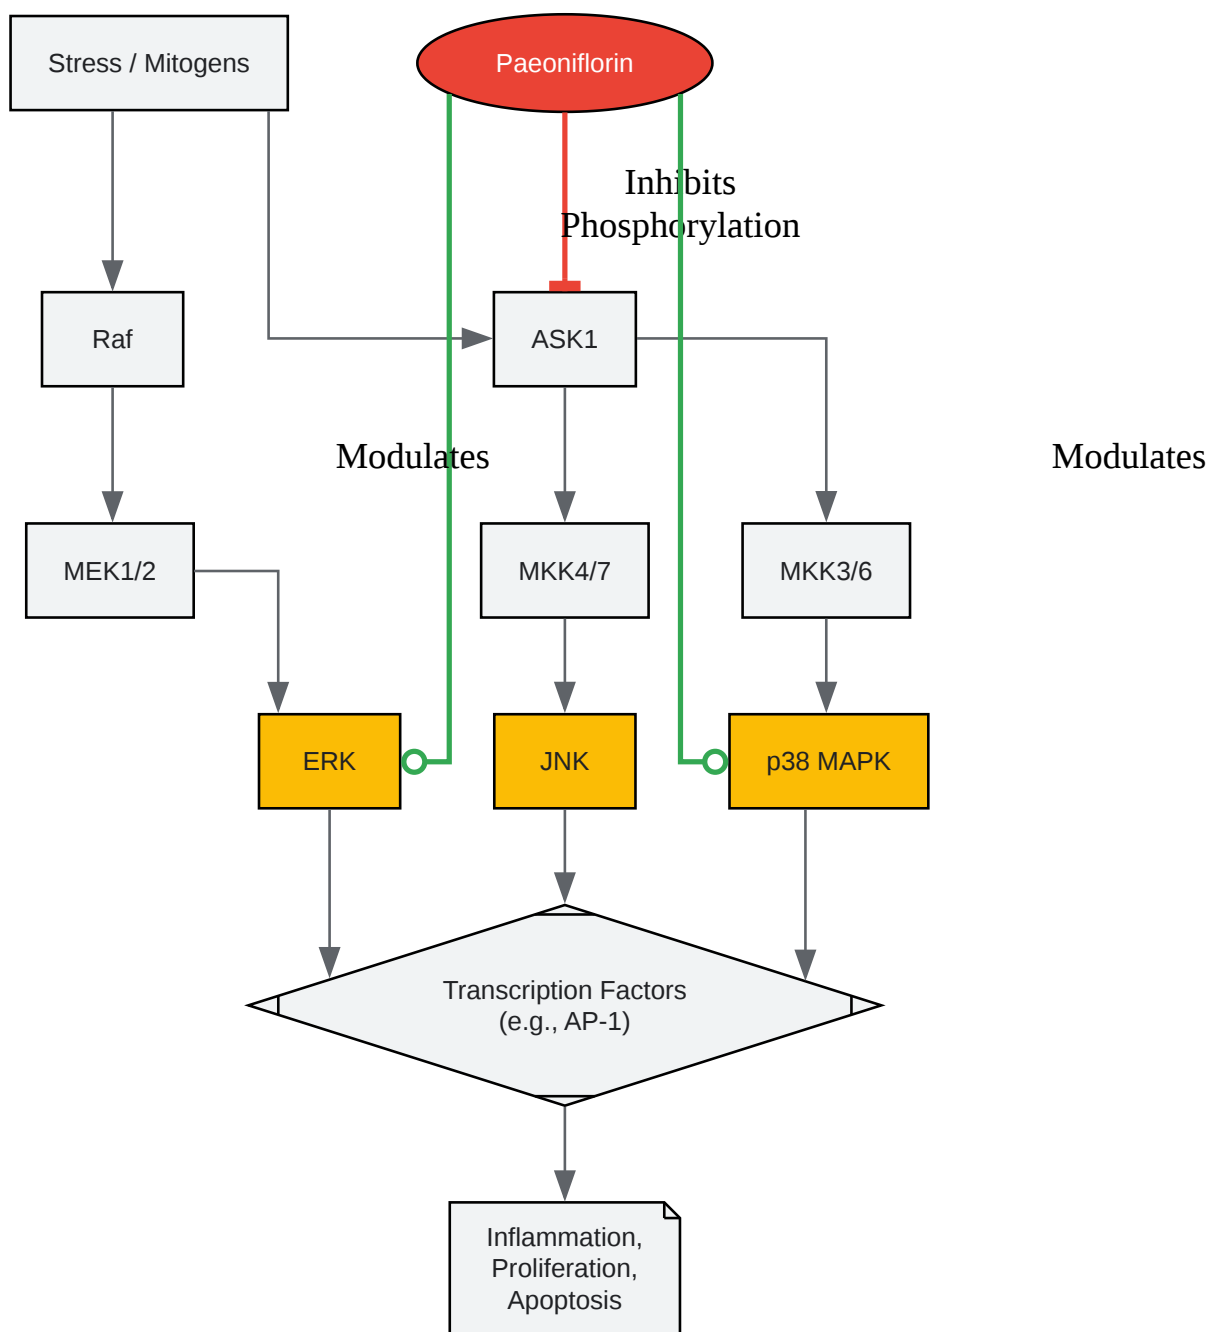 Stress / Mitogens
Paeoniflorin
Inhibits
Phosphorylation
Raf
ASK1
Modulates
Modulates
MEK1/2
MKK4/7
MKK3/6
ERK
JNK
p38 MAPK
Transcription Factors
(e.g., AP-1)
Inflammation,
Proliferation,
Apoptosis